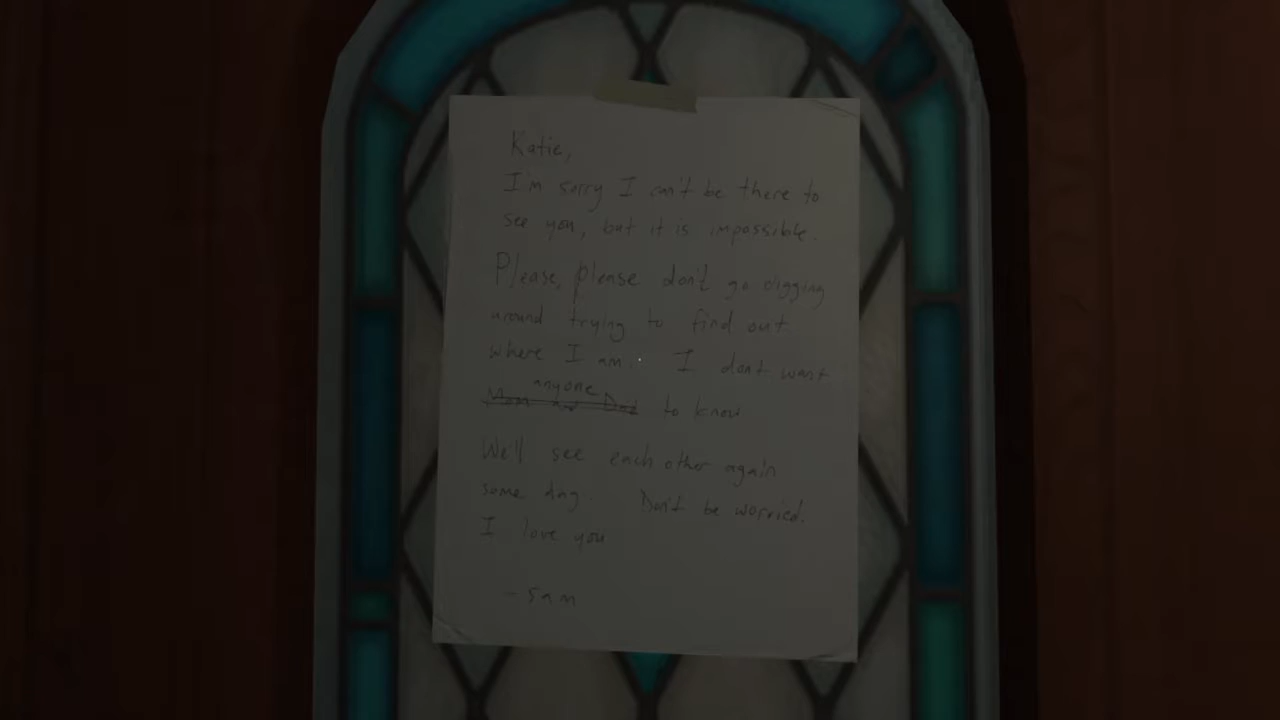 Katie,
I'm sorry I can't be there to
see you, but it is impossible.
Please, please don't go digging
around trying to find out
where I am. I dont want
anyone
Mom and Dad to know
We'll see each other again
some day. Don't be worried.
I love you
- Sam